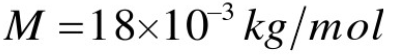 M = 18×10⁻³ kg/mol